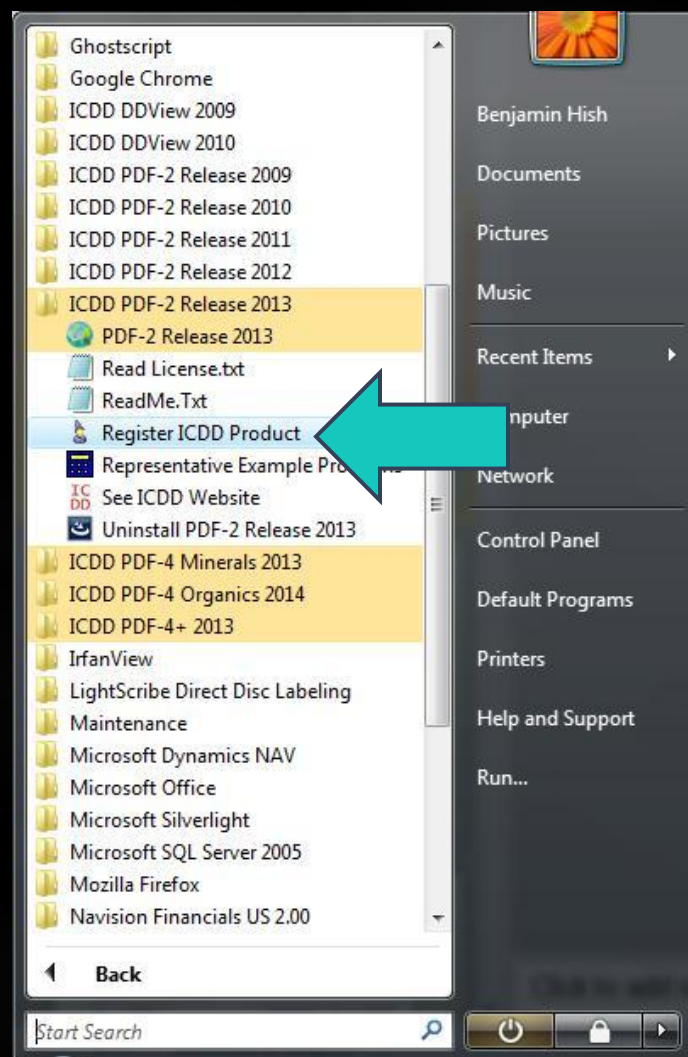 Ghostscript
Google Chrome
ICDD DDView 2009
ICDD DDView 2010
ICDD PDF-2 Release 2009
ICDD PDF-2 Release 2010
ICDD PDF-2 Release 2011
ICDD PDF-2 Release 2012
ICDD PDF-2 Release 2013
PDF-2 Release 2013
Read License.txt
ReadMe.Txt
Register ICDD Product
Representative Example
IC
DD
See ICDD Website
Uninstall PDF-2 Release 2013
ICDD PDF-4 Minerals 2013
ICDD PDF-4 Organics 2014
ICDD PDF-4+ 2013
IrfanView
LightScribe Direct Disc Labeling
Maintenance
Microsoft Dynamics NAV
Microsoft Office
Microsoft Silverlight
Microsoft SQL Server 2005
Mozilla Firefox
Navision Financials US 2.00
Back
Start Search
Benjamin Hish
Documents
Pictures
Music
Recent Items
mputer
Network
Control Panel
Default Programs
Printers
Help and Support
Run...